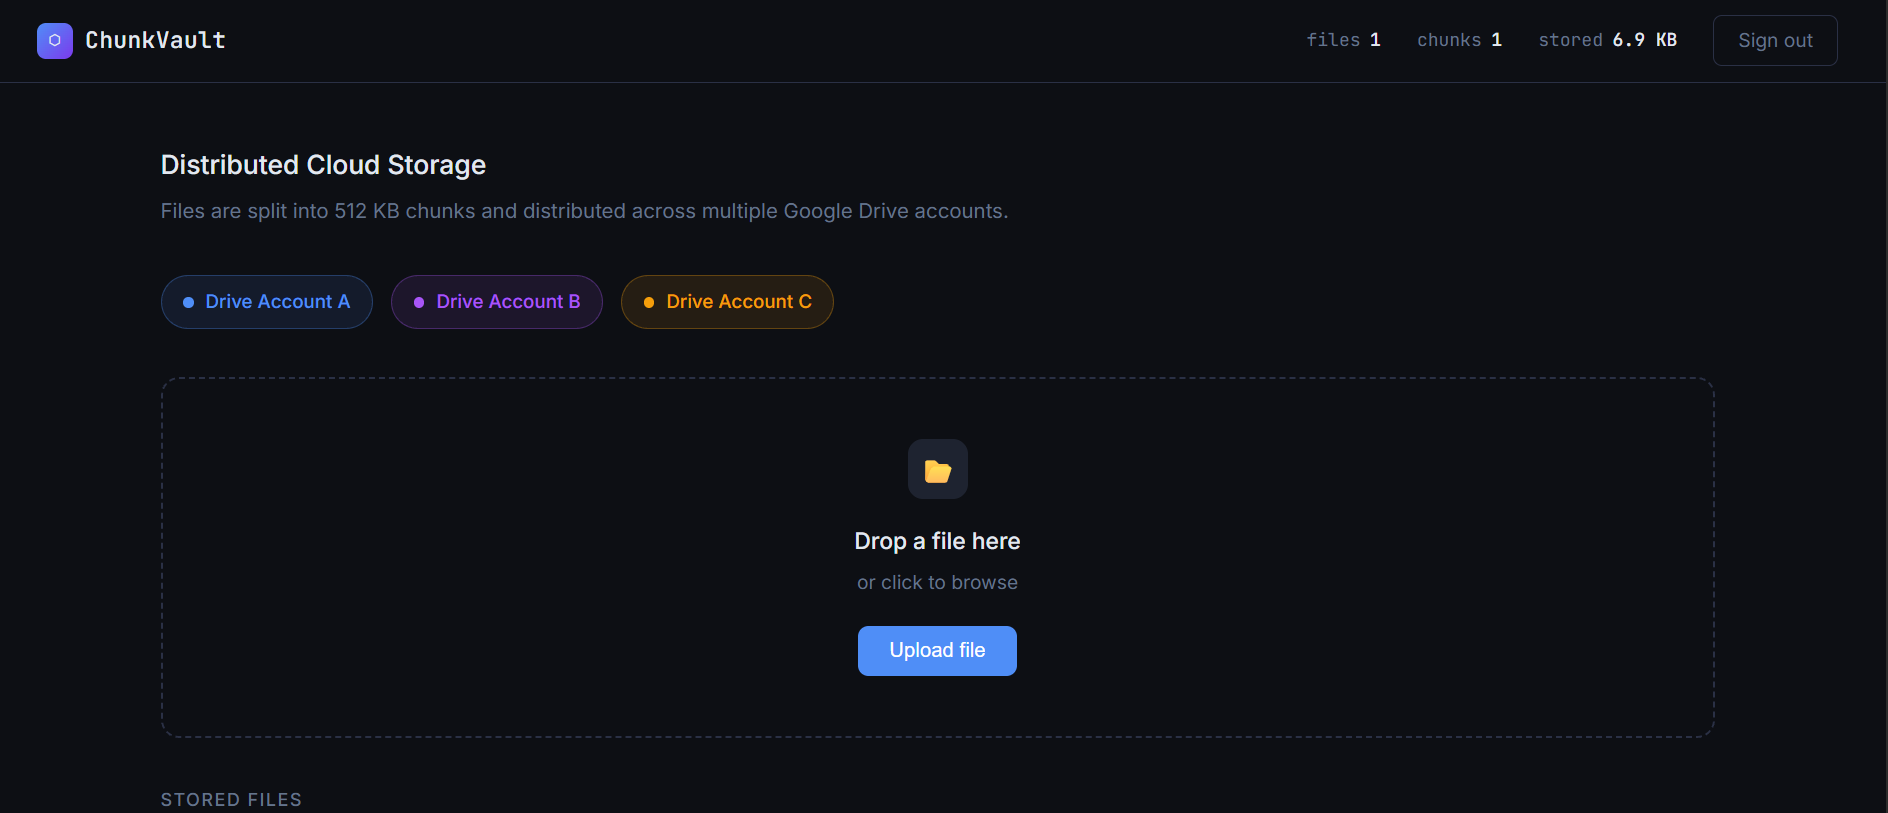 ChunkVault
files 1 chunks 1 stored 6.9 KB Sign out
Distributed Cloud Storage
Files are split into 512 KB chunks and distributed across multiple Google Drive accounts.
Drive Account A Drive Account B Drive Account C
Drop a file here
or click to browse
Upload file
STORED FILES